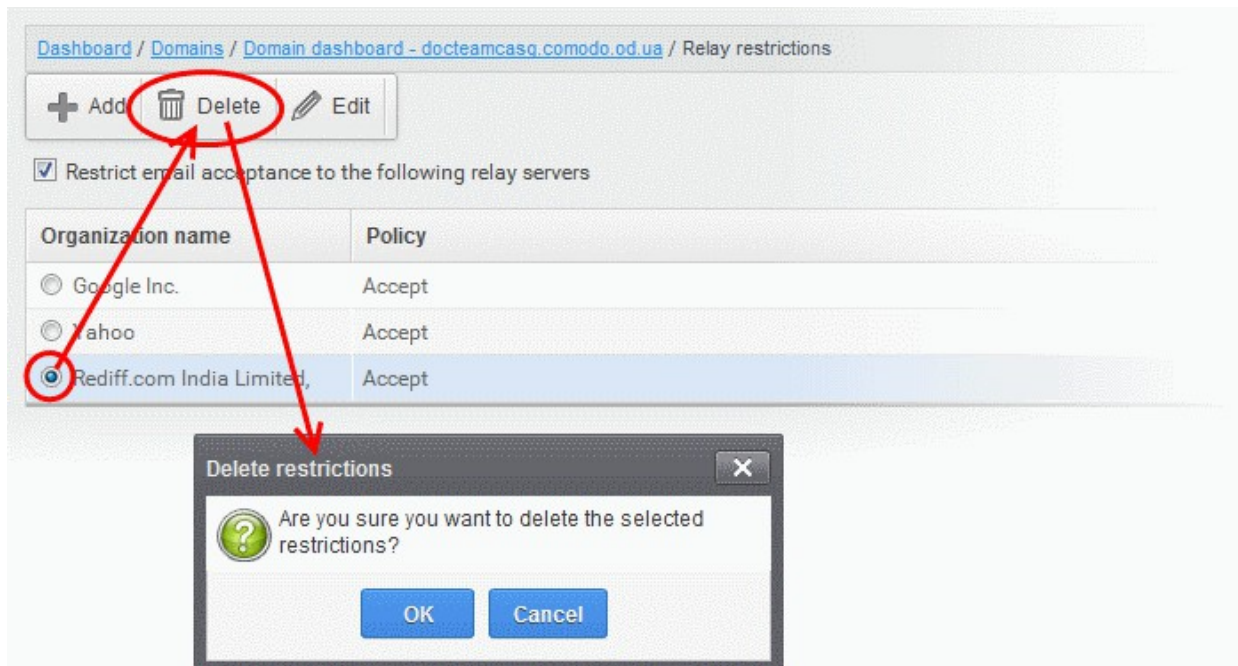 Dashboard / Domains / Domain dashboard - docteamcasg.comodo.od.ua / Relay restrictions
Add Delete Edit
Restrict email acceptance to the following relay servers
Organization name Policy
Google Inc. Accept
Yahoo Accept
Rediff.com India Limited, Accept
Delete restrictions
Are you sure you want to delete the selected
restrictions?
OK Cancel